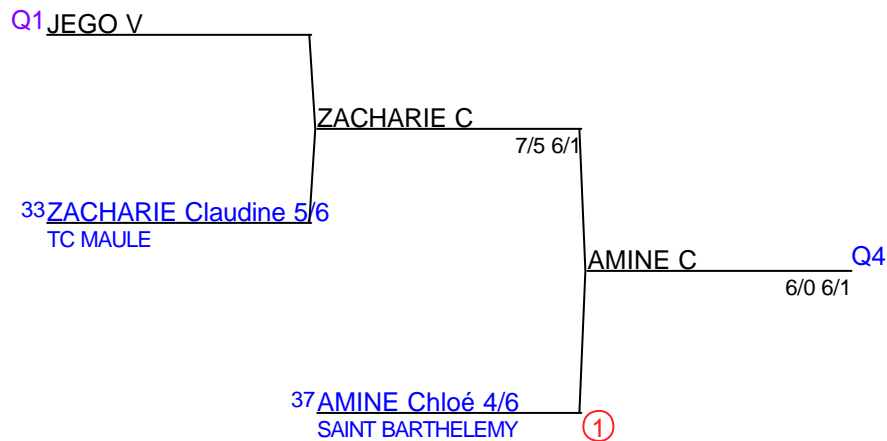 Q1 JEGO V
ZACHARIE C
7/5 6/1
33 ZACHARIE Claudine 5/6
TC MAULE
AMINE C Q4
6/0 6/1
37 AMINE Chloé 4/6
SAINT BARTHELEMY 1